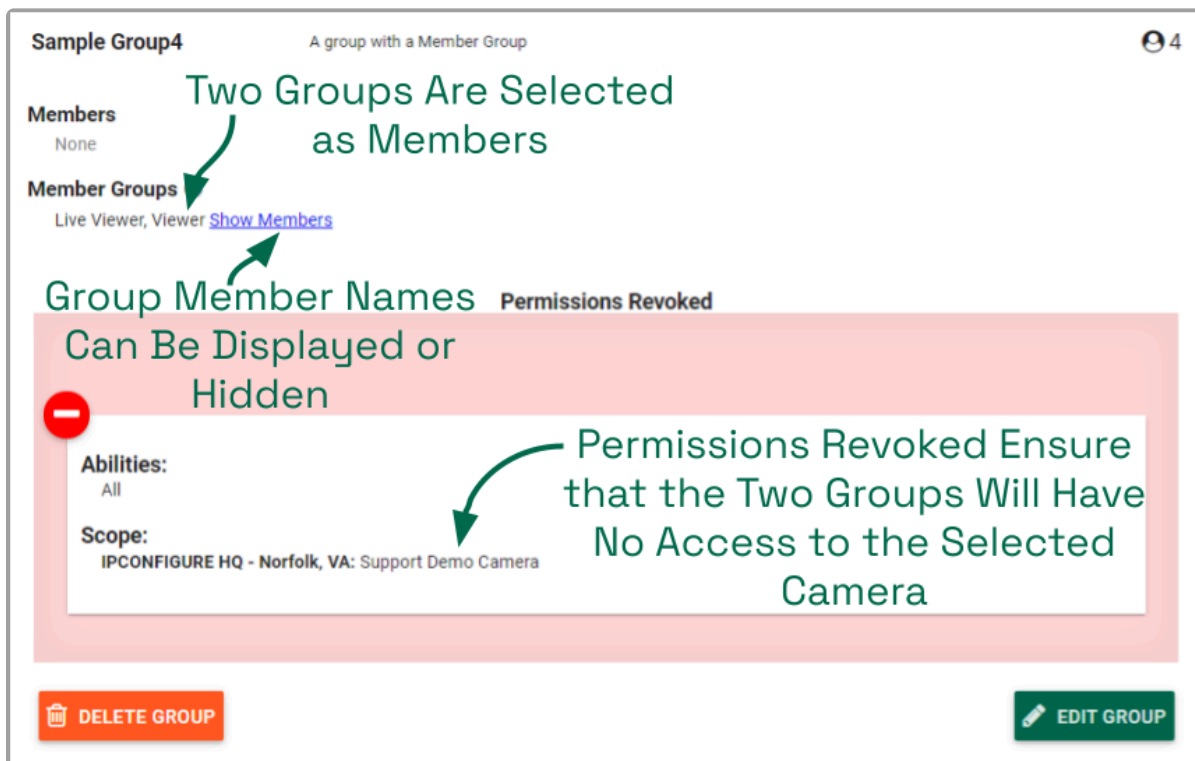 Sample Group4 A group with a Member Group 4
Two Groups Are Selected
as Members
Members
None
Member Groups
Live Viewer, Viewer Show Members
Group Member Names
Can Be Displayed or
Hidden
Permissions Revoked
Abilities:
All
Scope:
IPCONFIGURE HQ - Norfolk, VA: Support Demo Camera
Permissions Revoked Ensure
that the Two Groups Will Have
No Access to the Selected
Camera
DELETE GROUP
EDIT GROUP